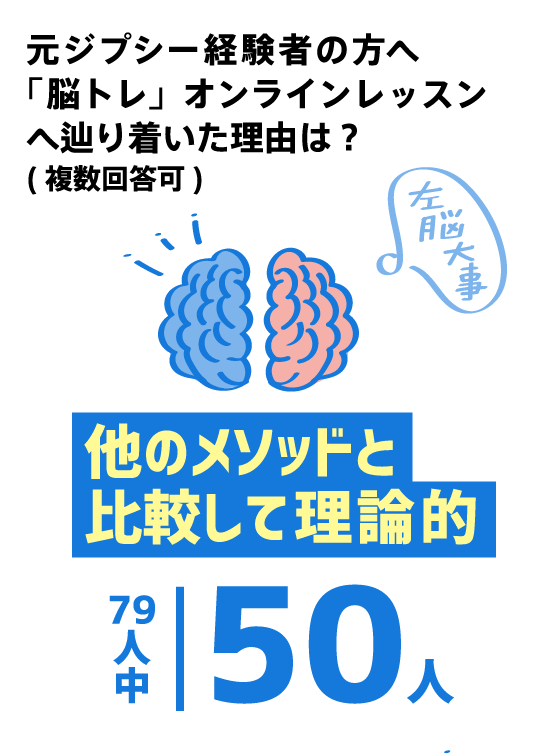 元ジプシー経験者の方へ
「脳トレ」オンラインレッスン
へ辿り着いた理由は？
(複数回答可)
左脳大事
他のメソッドと
比較して理論的
79人中
50人